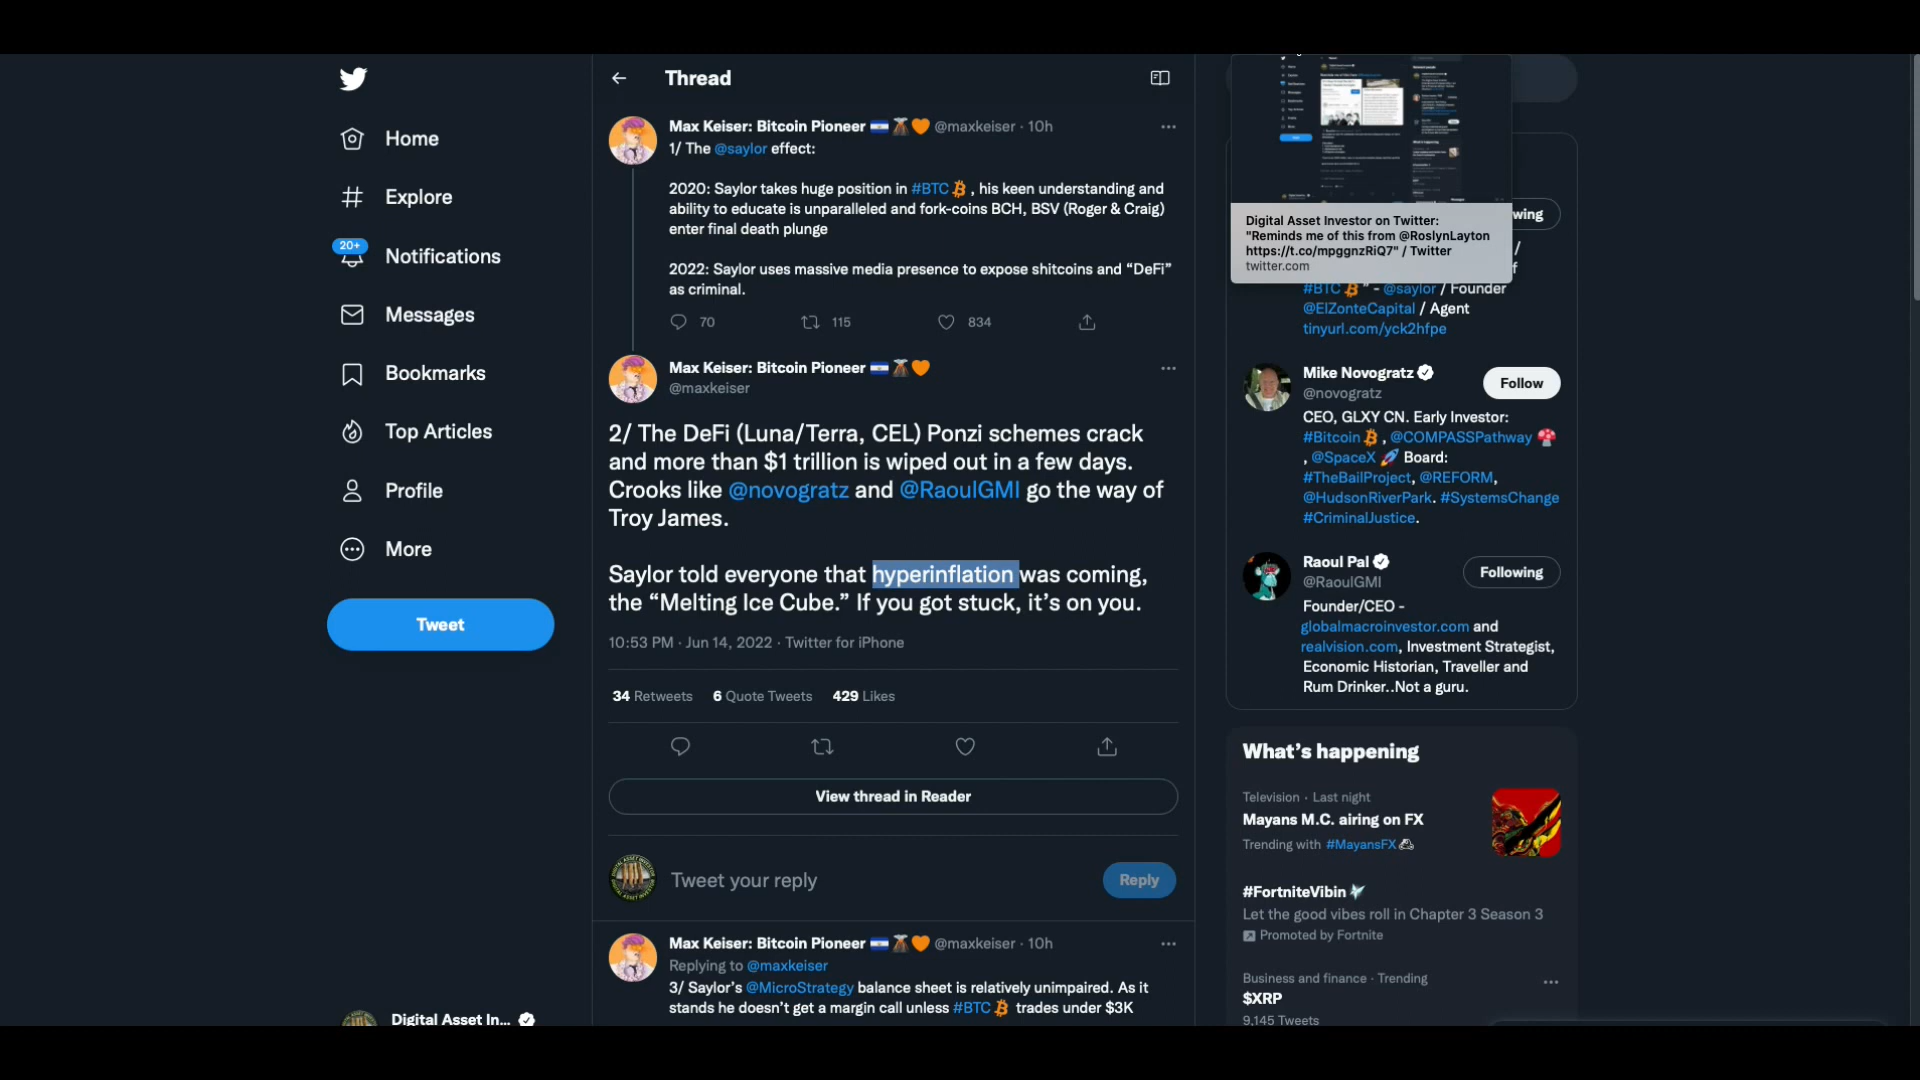 Home
Explore
20+
Notifications
Messages
Bookmarks
Top Articles
Profile
More
Tweet
Digital Asset In...
Thread
Max Keiser: Bitcoin Pioneer 🇸🇻🌋🧡 @maxkeiser · 10h
1/ The @saylor effect:
2020: Saylor takes huge position in #BTC , his keen understanding and
ability to educate is unparalleled and fork-coins BCH, BSV (Roger & Craig)
enter final death plunge
2022: Saylor uses massive media presence to expose shitcoins and “DeFi”
as criminal.
70 115 834
Max Keiser: Bitcoin Pioneer 🇸🇻🌋🧡
@maxkeiser
2/ The DeFi (Luna/Terra, CEL) Ponzi schemes crack
and more than $1 trillion is wiped out in a few days.
Crooks like @novogratz and @RaoulGMI go the way of
Troy James.
Saylor told everyone that hyperinflation was coming,
the “Melting Ice Cube.” If you got stuck, it’s on you.
10:53 PM · Jun 14, 2022 · Twitter for iPhone
34 Retweets 6 Quote Tweets 429 Likes
View thread in Reader
Tweet your reply
Reply
Max Keiser: Bitcoin Pioneer 🇸🇻🌋🧡 @maxkeiser · 10h
Replying to @maxkeiser
3/ Saylor’s @MicroStrategy balance sheet is relatively unimpaired. As it
stands he doesn’t get a margin call unless #BTC trades under $3K
Digital Asset Investor on Twitter:
"Reminds me of this from @RoslynLayton
https://t.co/mpggnzRiQ7" / Twitter
twitter.com
wing
/
f
#BTC ” - @saylor / Founder
@ElZonteCapital / Agent
tinyurl.com/yck2hfpe
Mike Novogratz
@novogratz
Follow
CEO, GLXY CN. Early Investor:
#Bitcoin , @COMPASSPathway 🍄
, @SpaceX 🚀 Board:
#TheBailProject, @REFORM,
@HudsonRiverPark. #SystemsChange
#CriminalJustice.
Raoul Pal
@RaoulGMI
Following
Founder/CEO -
globalmacroinvestor.com and
realvision.com, Investment Strategist,
Economic Historian, Traveller and
Rum Drinker..Not a guru.
What’s happening
Television · Last night
Mayans M.C. airing on FX
Trending with #MayansFX
#FortniteVibin
Let the good vibes roll in Chapter 3 Season 3
Promoted by Fortnite
Business and finance · Trending
$XRP
9,145 Tweets